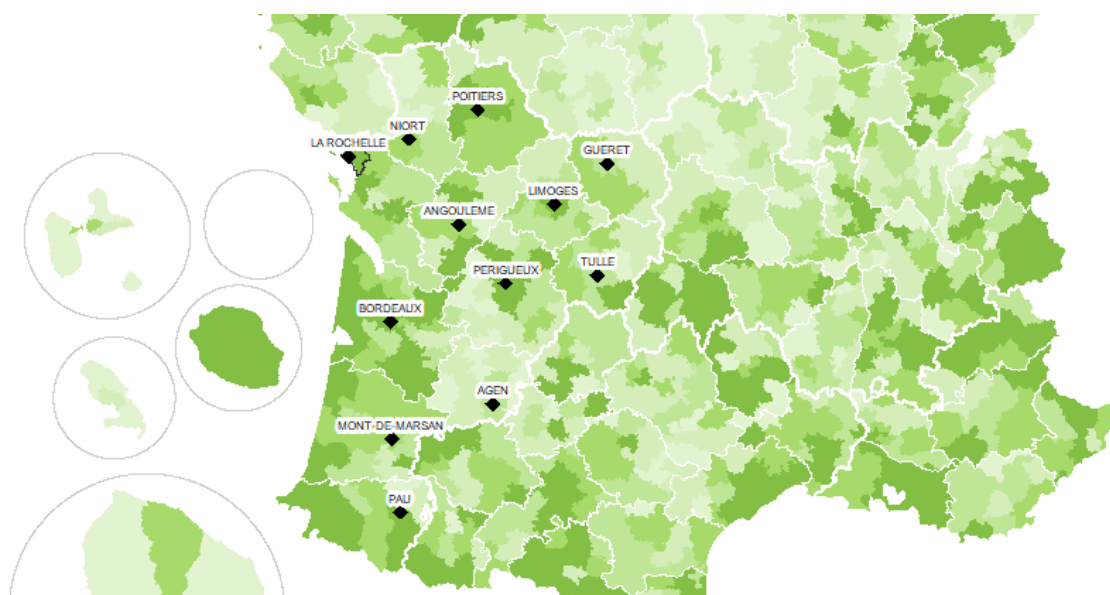 POITIERS
NIORT
LA ROCHELLE
GUERET
LIMOGES
ANGOULEME
TULLE
PERIGUEUX
BORDEAUX
AGEN
MONT-DE-MARSAN
PAU